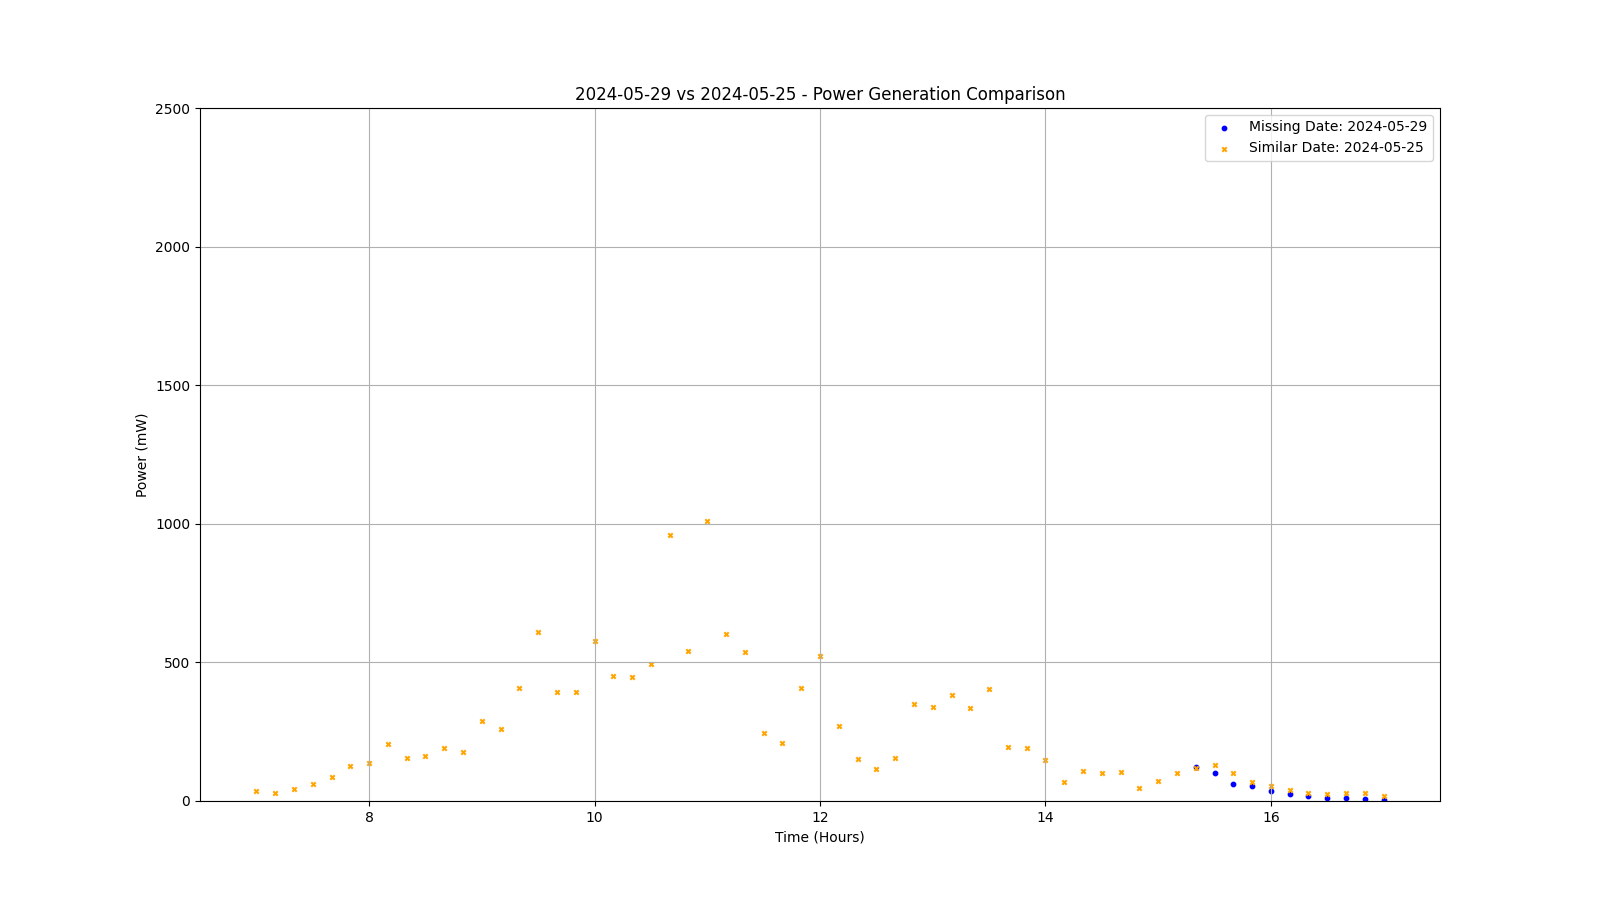 2024-05-29 vs 2024-05-25 - Power Generation Comparison
Missing Date: 2024-05-29
Similar Date: 2024-05-25
2500
2000
1500
1000
500
0
Power (mW)
8 10 12 14 16
Time (Hours)